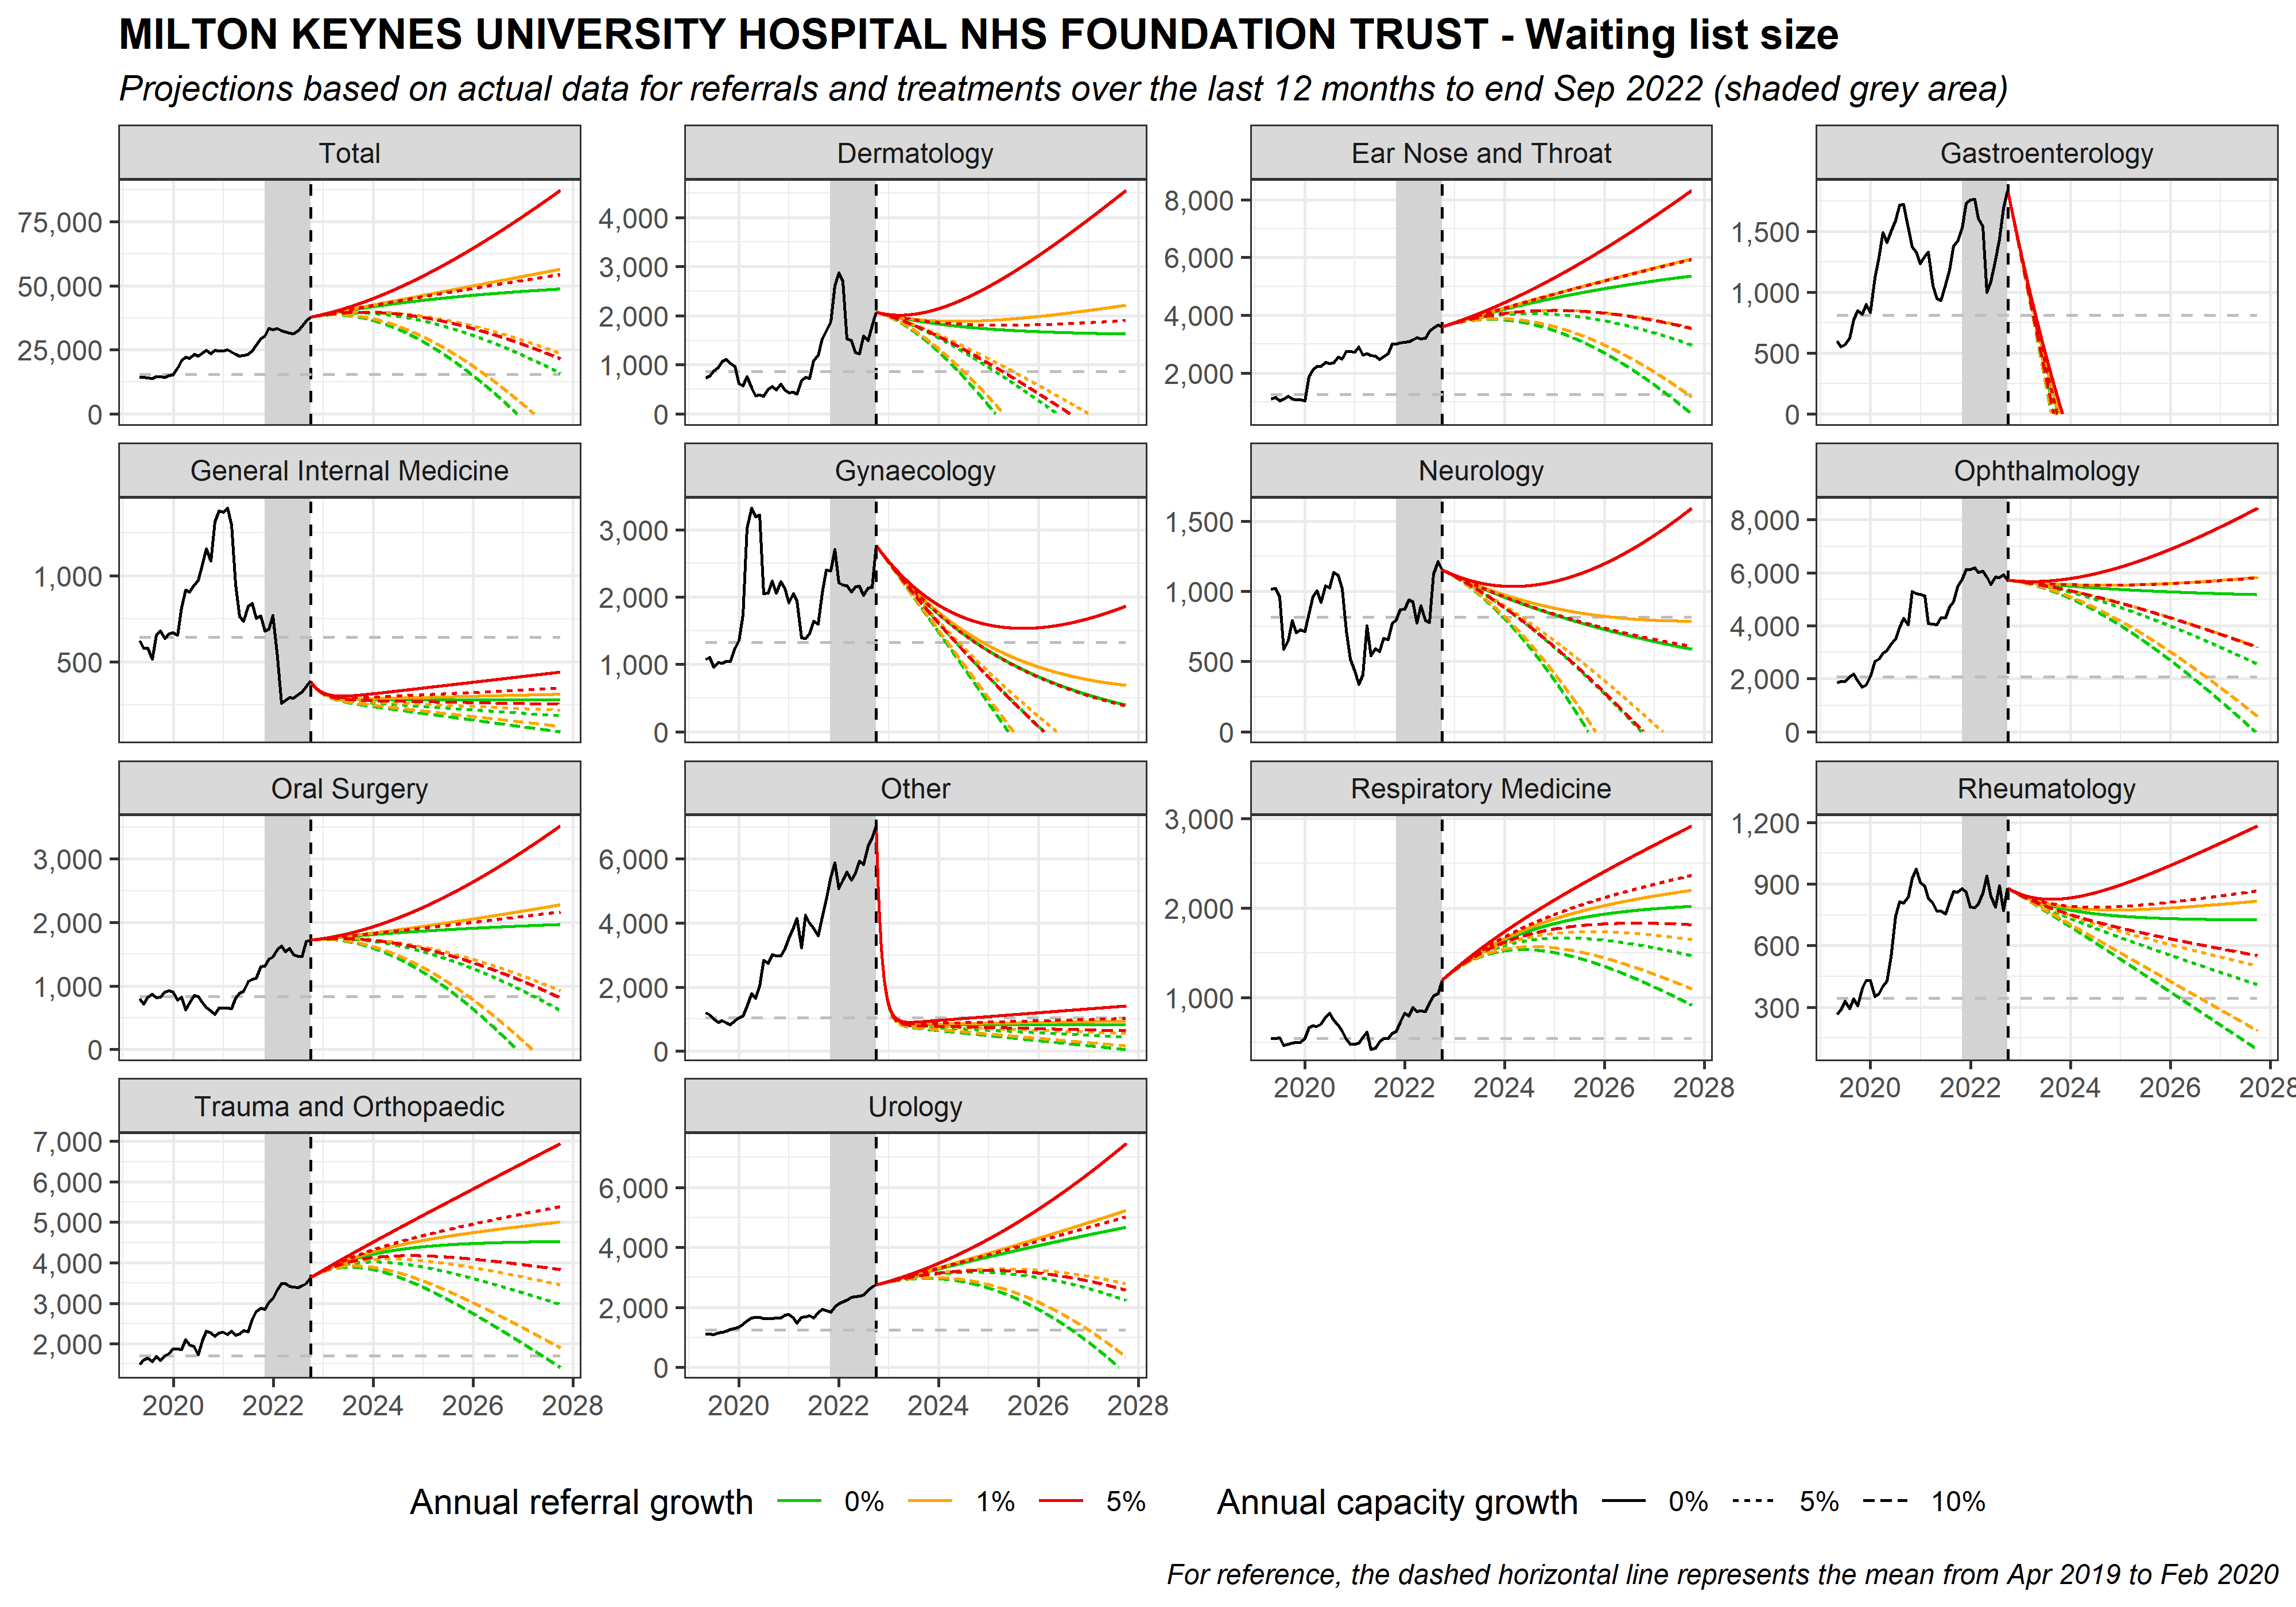 MILTON KEYNES UNIVERSITY HOSPITAL NHS FOUNDATION TRUST - Waiting list size
Projections based on actual data for referrals and treatments over the last 12 months to end Sep 2022 (shaded grey area)
Total
75,000
50,000
25,000
0
Dermatology
4,000
3,000
2,000
1,000
0
Ear Nose and Throat
8,000
6,000
4,000
2,000
Gastroenterology
1,500
1,000
500
0
General Internal Medicine
1,000
500
Gynaecology
3,000
2,000
1,000
0
Neurology
1,500
1,000
500
0
Ophthalmology
8,000
6,000
4,000
2,000
0
Oral Surgery
3,000
2,000
1,000
0
Other
6,000
4,000
2,000
0
Respiratory Medicine
3,000
2,000
1,000
2020 2022 2024 2026 2028
Rheumatology
1,200
900
600
300
2020 2022 2024 2026 2028
Trauma and Orthopaedic
7,000
6,000
5,000
4,000
3,000
2,000
2020 2022 2024 2026 2028
Urology
6,000
4,000
2,000
0
2020 2022 2024 2026 2028
Annual referral growth 0% 1% 5%
Annual capacity growth 0% 5% 10%
For reference, the dashed horizontal line represents the mean from Apr 2019 to Feb 2020